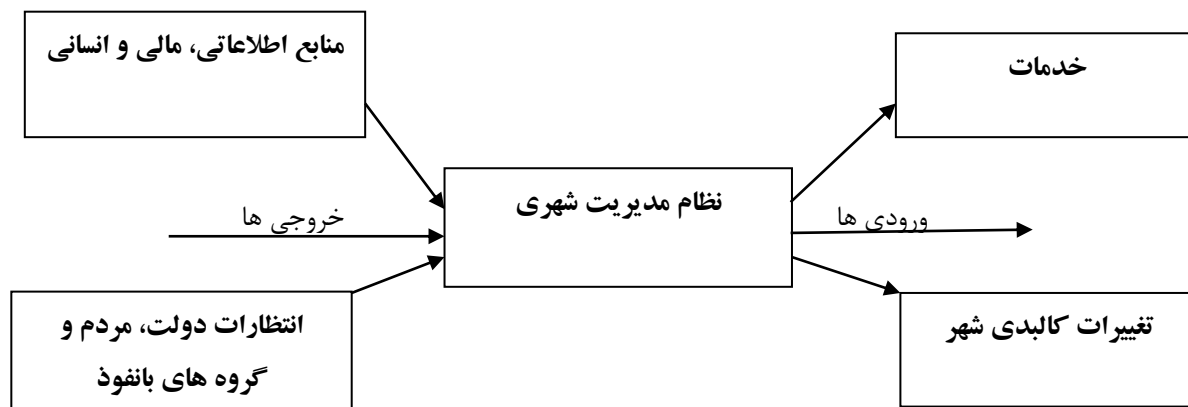 منابع اطلاعاتی، مالی و انسانی
خدمات
نظام مدیریت شهری
خروجی ها
ورودی ها
انتظارات دولت، مردم و
گروه های بانفوذ
تغییرات کالبدی شهر